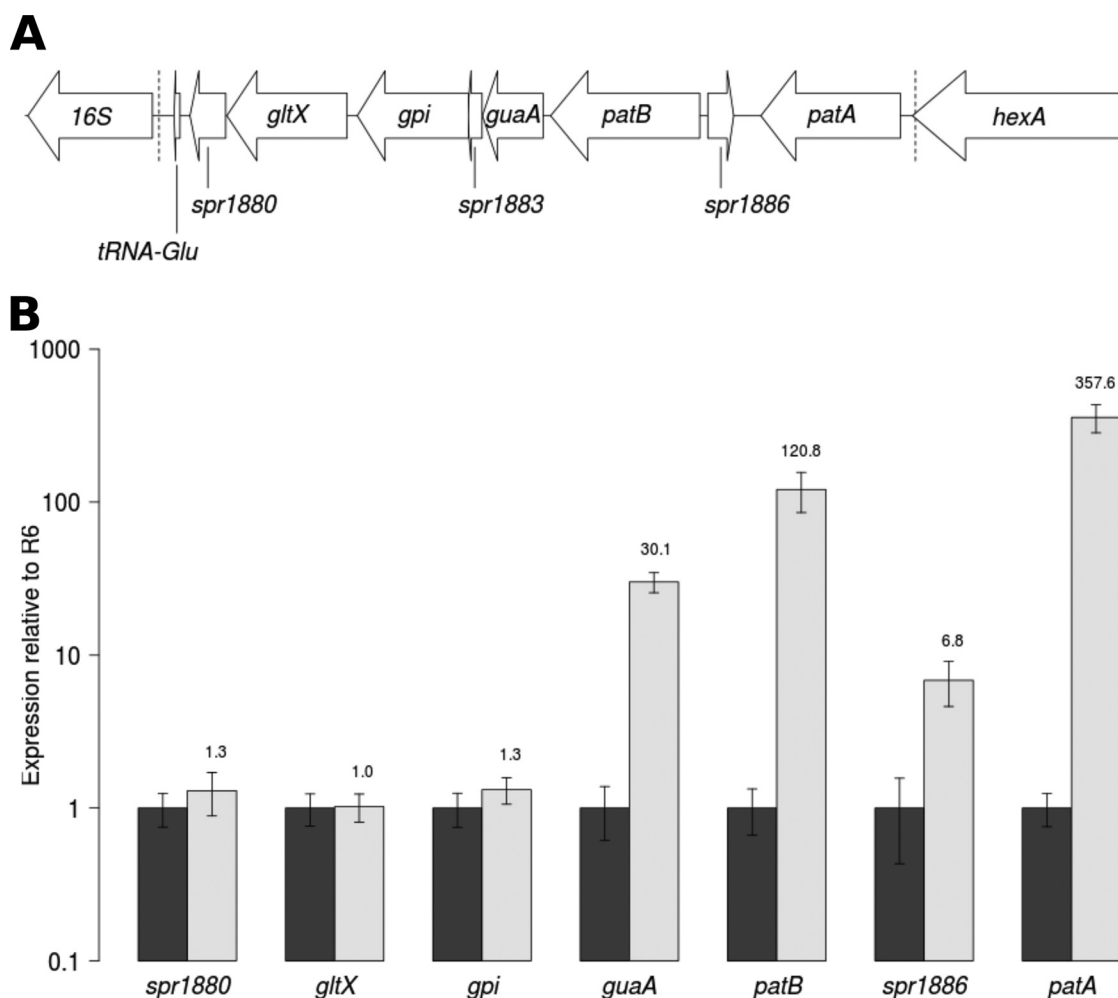 A
16S
gltX
gpi
guaA
patB
patA
hexA
spr1880
spr1883
spr1886
tRNA-Glu
B
Expression relative to R6
1000
100
10
1
0.1
1.3
1.0
1.3
30.1
120.8
6.8
357.6
spr1880
gltX
gpi
guaA
patB
spr1886
patA